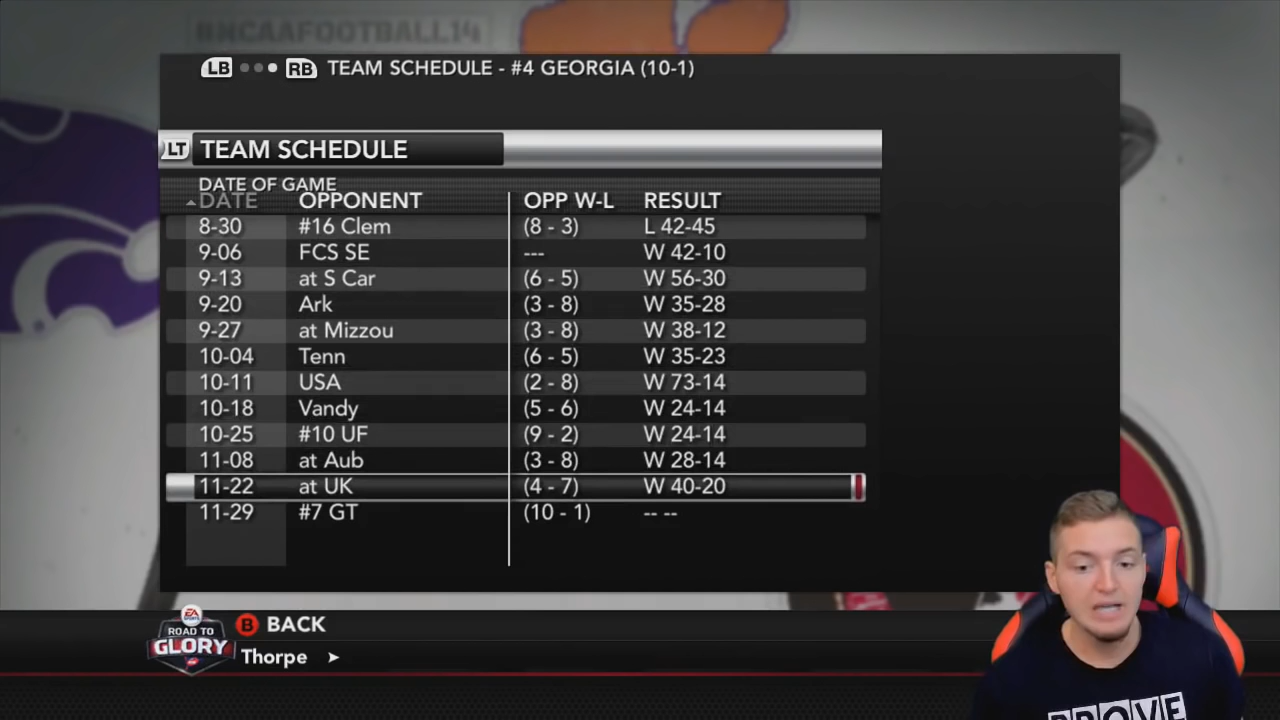 #NCAAFOOTBALL14
LB RB TEAM SCHEDULE - #4 GEORGIA (10-1)
LT TEAM SCHEDULE
DATE OF GAME
DATE OPPONENT OPP W-L RESULT
8-30 #16 Clem (8 - 3) L 42-45
9-06 FCS SE --- W 42-10
9-13 at S Car (6 - 5) W 56-30
9-20 Ark (3 - 8) W 35-28
9-27 at Mizzou (3 - 8) W 38-12
10-04 Tenn (6 - 5) W 35-23
10-11 USA (2 - 8) W 73-14
10-18 Vandy (5 - 6) W 24-14
10-25 #10 UF (9 - 2) W 24-14
11-08 at Aub (3 - 8) W 28-14
11-22 at UK (4 - 7) W 40-20
11-29 #7 GT (10 - 1) -- --
EA
SPORTS
ROAD TO
GLORY
B BACK
Thorpe
PROVE